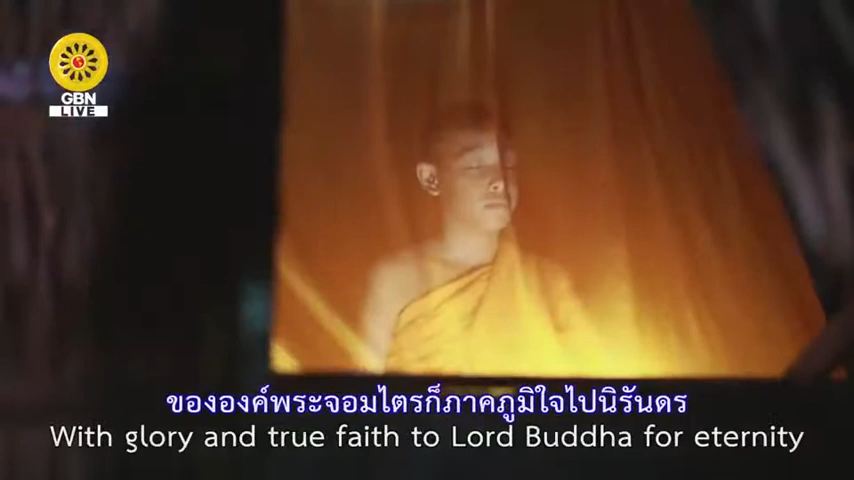 GBN
LIVE
ขององค์พระจอมไตรก็ภาคภูมิใจไปนิรันดร
With glory and true faith to Lord Buddha for eternity